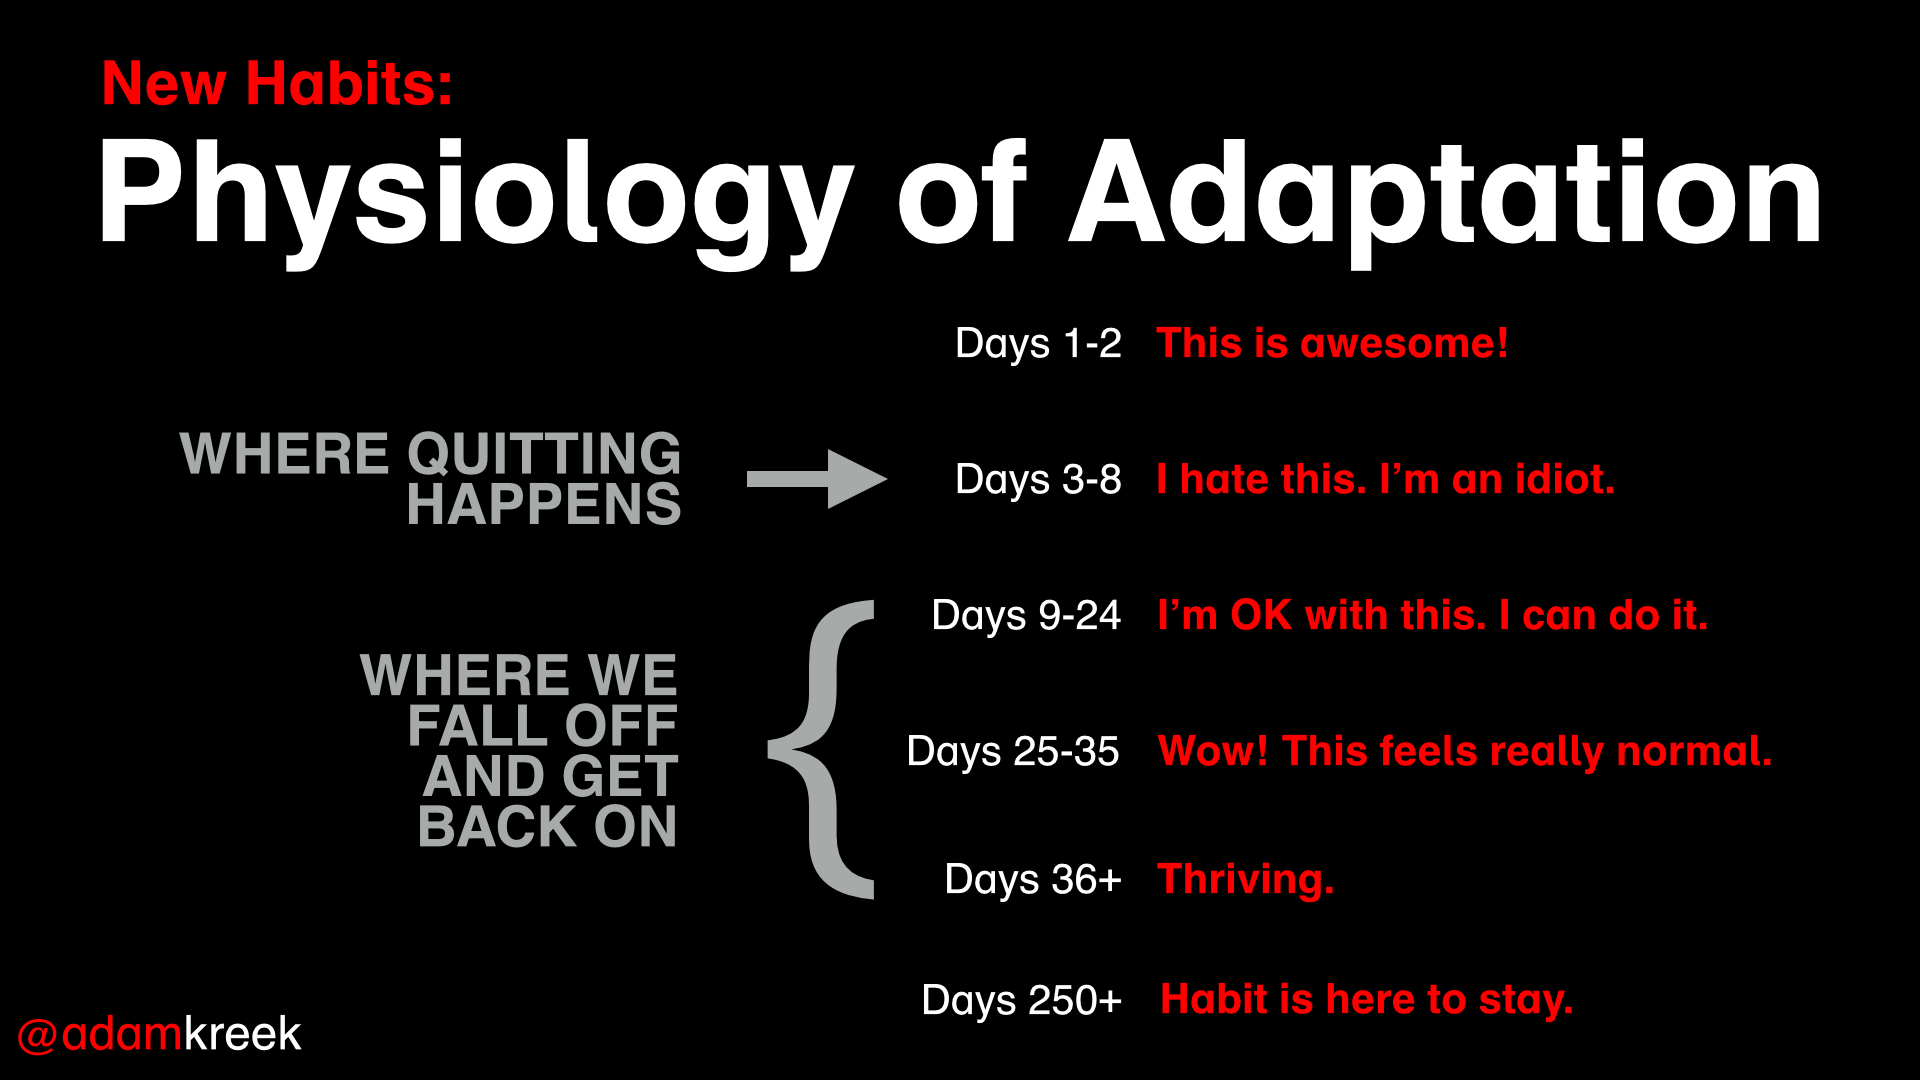 New Habits:
Physiology of Adaptation
Days 1-2 This is awesome!
WHERE QUITTING
HAPPENS
Days 3-8 I hate this. I’m an idiot.
WHERE WE
FALL OFF
AND GET
BACK ON
Days 9-24 I’m OK with this. I can do it.
Days 25-35 Wow! This feels really normal.
Days 36+ Thriving.
Days 250+ Habit is here to stay.
@adamkreek